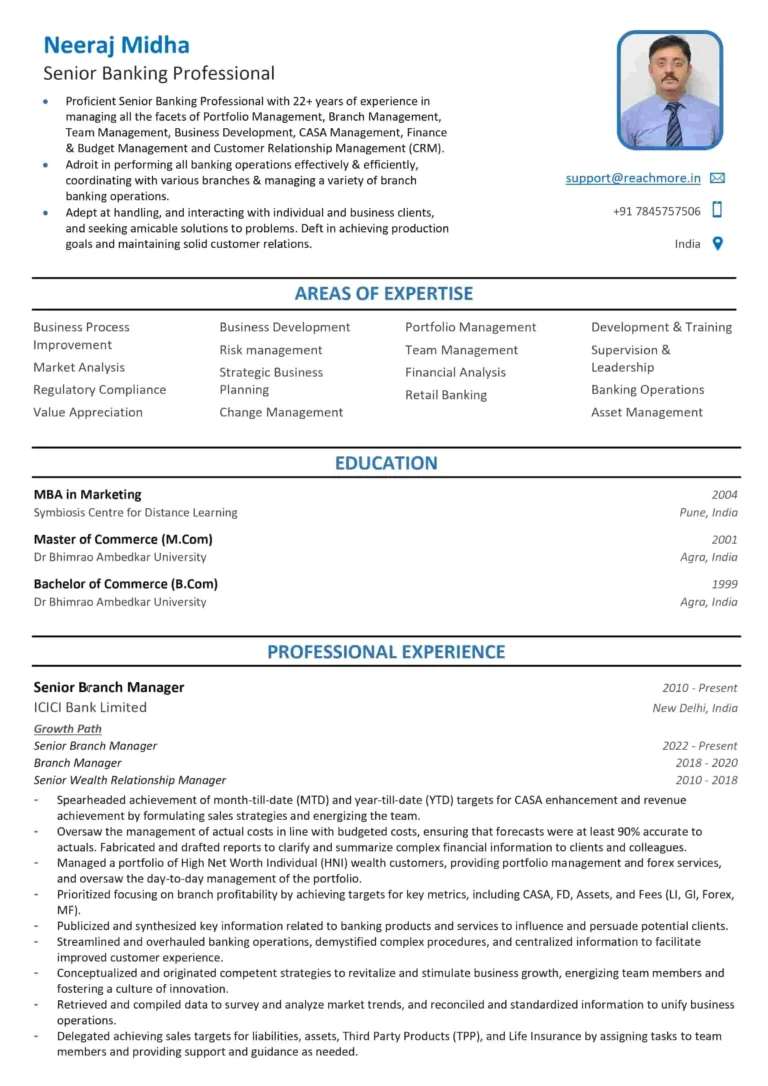 Neeraj Midha
Senior Banking Professional
• Proficient Senior Banking Professional with 22+ years of experience in
managing all the facets of Portfolio Management, Branch Management,
Team Management, Business Development, CASA Management, Finance
& Budget Management and Customer Relationship Management (CRM).
• Adroit in performing all banking operations effectively & efficiently,
coordinating with various branches & managing a variety of branch
banking operations.
• Adept at handling, and interacting with individual and business clients,
and seeking amicable solutions to problems. Deft in achieving production
goals and maintaining solid customer relations.
support@reachmore.in
+91 7845757506
India
AREAS OF EXPERTISE
Business Process
Improvement
Market Analysis
Regulatory Compliance
Value Appreciation
Business Development
Risk management
Strategic Business
Planning
Change Management
Portfolio Management
Team Management
Financial Analysis
Retail Banking
Development & Training
Supervision &
Leadership
Banking Operations
Asset Management
EDUCATION
MBA in Marketing 2004
Symbiosis Centre for Distance Learning Pune, India
Master of Commerce (M.Com) 2001
Dr Bhimrao Ambedkar University Agra, India
Bachelor of Commerce (B.Com) 1999
Dr Bhimrao Ambedkar University Agra, India
PROFESSIONAL EXPERIENCE
Senior Branch Manager 2010 - Present
ICICI Bank Limited New Delhi, India
Growth Path
Senior Branch Manager 2022 - Present
Branch Manager 2018 - 2020
Senior Wealth Relationship Manager 2010 - 2018
- Spearheaded achievement of month-till-date (MTD) and year-till-date (YTD) targets for CASA enhancement and revenue
achievement by formulating sales strategies and energizing the team.
- Oversaw the management of actual costs in line with budgeted costs, ensuring that forecasts were at least 90% accurate to
actuals. Fabricated and drafted reports to clarify and summarize complex financial information to clients and colleagues.
- Managed a portfolio of High Net Worth Individual (HNI) wealth customers, providing portfolio management and forex services,
and oversaw the day-to-day management of the portfolio.
- Prioritized focusing on branch profitability by achieving targets for key metrics, including CASA, FD, Assets, and Fees (LI, GI, Forex,
MF).
- Publicized and synthesized key information related to banking products and services to influence and persuade potential clients.
- Streamlined and overhauled banking operations, demystified complex procedures, and centralized information to facilitate
improved customer experience.
- Conceptualized and originated competent strategies to revitalize and stimulate business growth, energizing team members and
fostering a culture of innovation.
- Retrieved and compiled data to survey and analyze market trends, and reconciled and standardized information to unify business
operations.
- Delegated achieving sales targets for liabilities, assets, Third Party Products (TPP), and Life Insurance by assigning tasks to team
members and providing support and guidance as needed.